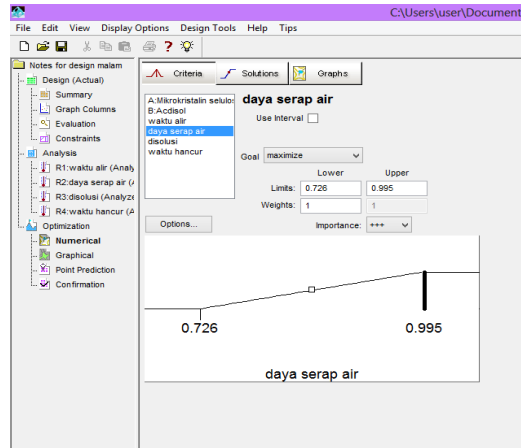 C:\Users\user\Document
File Edit View Display Options Design Tools Help Tips
Notes for design malam
Design (Actual)
Summary
Graph Columns
Evaluation
Constraints
Analysis
R1:waktu alir (Analy
R2:daya serap air (
R3:disolusi (Analyze
R4:waktu hancur (A
Optimization
Numerical
Graphical
Point Prediction
Confirmation
Criteria Solutions Graphs
A:Mikrokristalin selulos
B:Acdisol
waktu alir
daya serap air
disolusi
waktu hancur
daya serap air
Use Interval
Goal maximize
Lower Upper
Limits: 0.726 0.995
Weights: 1 1
Options... Importance: +++
0.726 0.995
daya serap air